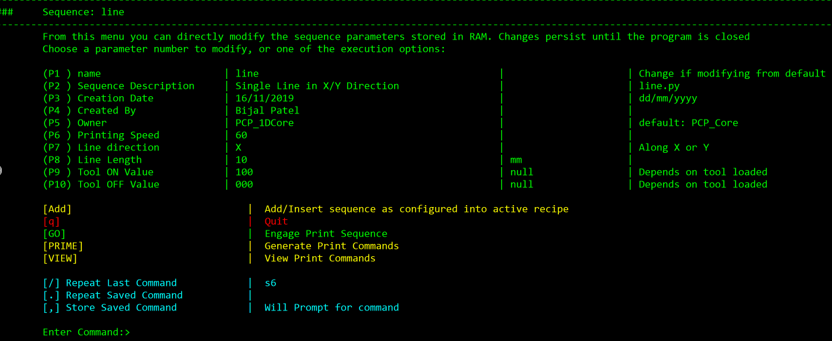 ### Sequence: line
From this menu you can directly modify the sequence parameters stored in RAM. Changes persist until the program is closed
Choose a parameter number to modify, or one of the execution options:
(P1 ) name | line | | Change if modifying from default
(P2 ) Sequence Description | Single Line in X/Y Direction | | line.py
(P3 ) Creation Date | 16/11/2019 | | dd/mm/yyyy
(P4 ) Created By | Bijal Patel | |
(P5 ) Owner | PCP_1DCore | | default: PCP_Core
(P6 ) Printing Speed | 60 | |
(P7 ) Line direction | X | | Along X or Y
(P8 ) Line Length | 10 | mm |
(P9 ) Tool ON Value | 100 | null | Depends on tool loaded
(P10) Tool OFF Value | 000 | null | Depends on tool loaded
[Add] | Add/Insert sequence as configured into active recipe
[q] | Quit
[GO] | Engage Print Sequence
[PRIME] | Generate Print Commands
[VIEW] | View Print Commands
[/] Repeat Last Command | s6
[.] Repeat Saved Command |
[,] Store Saved Command | Will Prompt for command
Enter Command:>